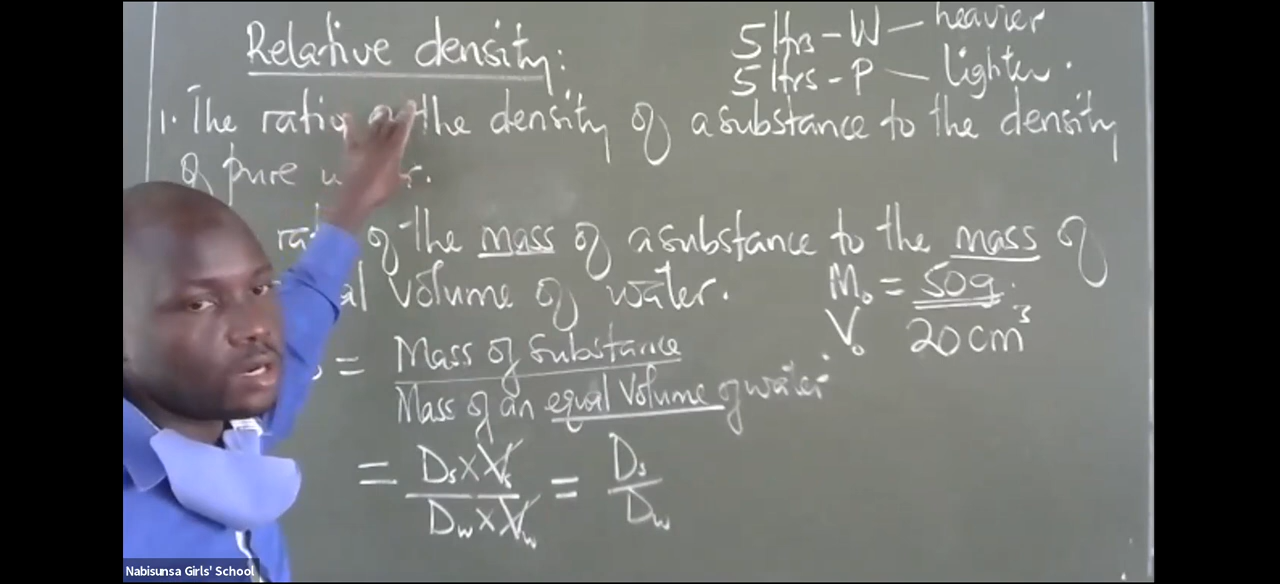 Relative density:
5 ltrs - W — heavier
5 ltrs - P — lighter.
1. The ratio the density of a substance to the density
of pure
of the mass of a substance to the mass of
Volume of water.
M₀ = 50g.
V₀ 20cm³
= Mass of Substance
Mass of an equal Volume of water
= Ds x Vs = Ds
Dw x Vw Dw
Nabisunsa Girls' School